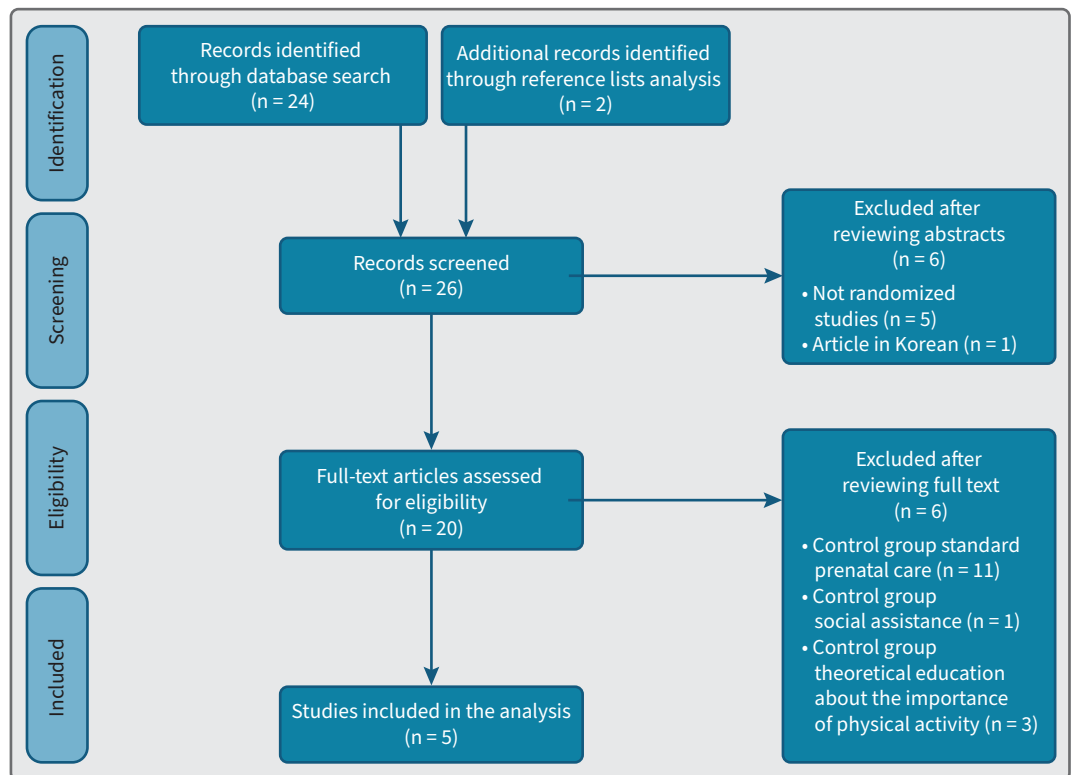 Identification
Records identified
through database search
(n = 24)
Additional records identified
through reference lists analysis
(n = 2)
Screening
Records screened
(n = 26)
Excluded after
reviewing abstracts
(n = 6)
• Not randomized
studies (n = 5)
• Article in Korean (n = 1)
Eligibility
Full-text articles assessed
for eligibility
(n = 20)
Excluded after
reviewing full text
(n = 6)
• Control group standard
prenatal care (n = 11)
• Control group
social assistance (n = 1)
• Control group
theoretical education
about the importance
of physical activity (n = 3)
Included
Studies included in the analysis
(n = 5)